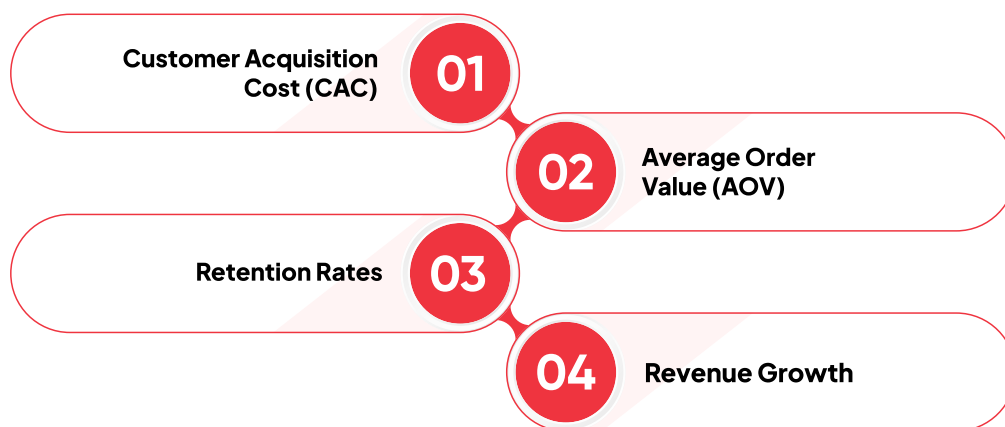 Customer Acquisition
Cost (CAC)
01
02
Average Order
Value (AOV)
Retention Rates
03
04
Revenue Growth